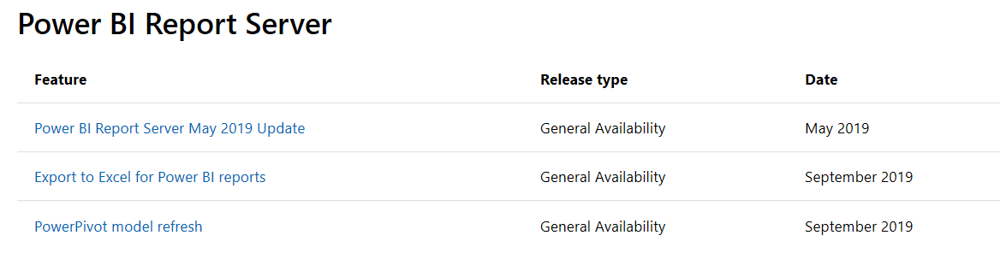 Power BI Report Server
Feature Release type Date
Power BI Report Server May 2019 Update General Availability May 2019
Export to Excel for Power BI reports General Availability September 2019
PowerPivot model refresh General Availability September 2019